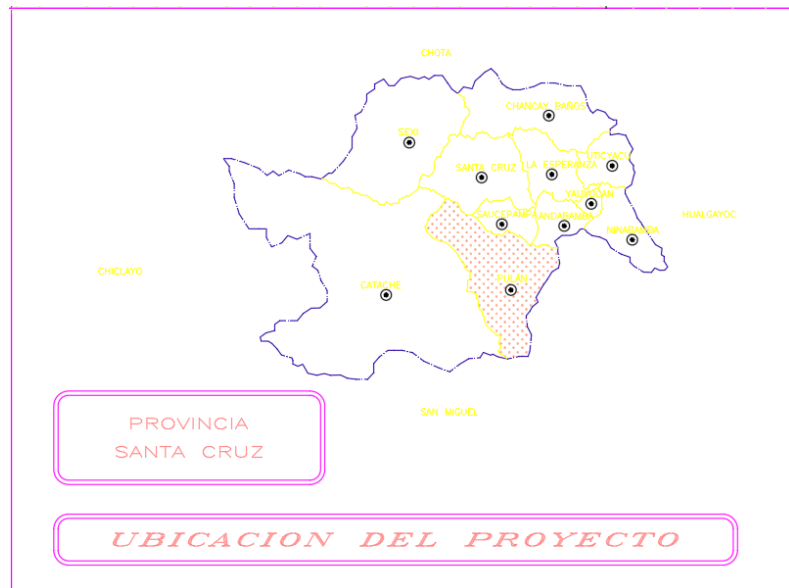 CHOTA
CHANCAY BAÑOS
SEXI
UTICYACU
SANTA CRUZ
LA ESPERANZA
YAUYUCAN
SAUCEPAMPA
ANDABAMBA
HUALGAYOC
NINABAMBA
CHICLAYO
PULAN
CATACHE
SAN MIGUEL
PROVINCIA
SANTA CRUZ
UBICACION DEL PROYECTO